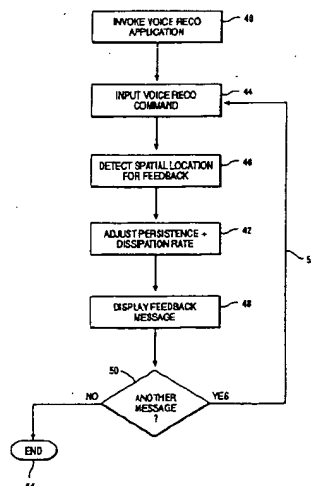 INVOKE VOICE RECO
APPLICATION
40
INPUT VOICE RECO
COMMAND
44
DETECT SPATIAL LOCATION
FOR FEEDBACK
46
ADJUST PERSISTENCE +
DISSIPATION RATE
42
DISPLAY FEEDBACK
MESSAGE
48
50
NO
ANOTHER
MESSAGE
?
YES
END